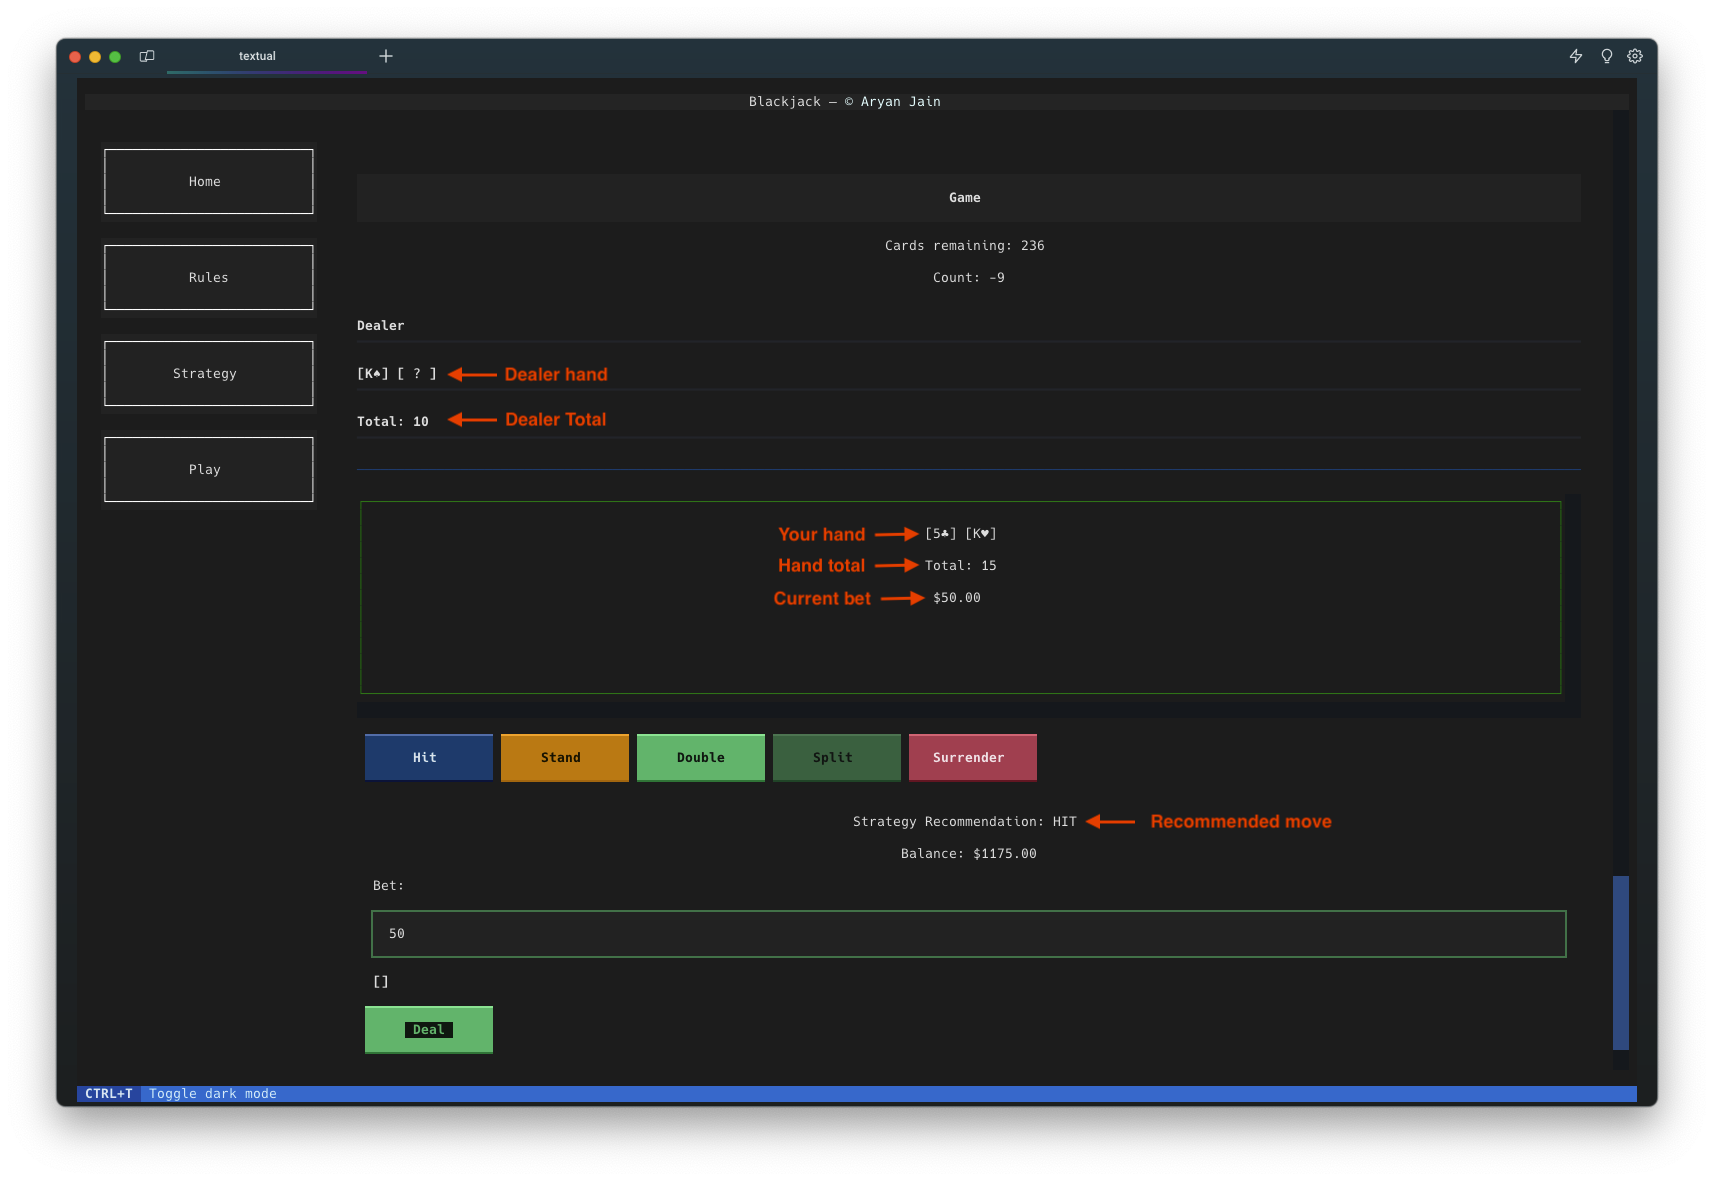 textual
Blackjack — © Aryan Jain
Home
Rules
Strategy
Play
Game
Cards remaining: 236
Count: -9
Dealer
[K♠] [ ? ] Dealer hand
Total: 10 Dealer Total
Your hand [5♣] [K♥]
Hand total Total: 15
Current bet $50.00
Hit Stand Double Split Surrender
Strategy Recommendation: HIT Recommended move
Balance: $1175.00
Bet:
50
[]
Deal
CTRL+T Toggle dark mode